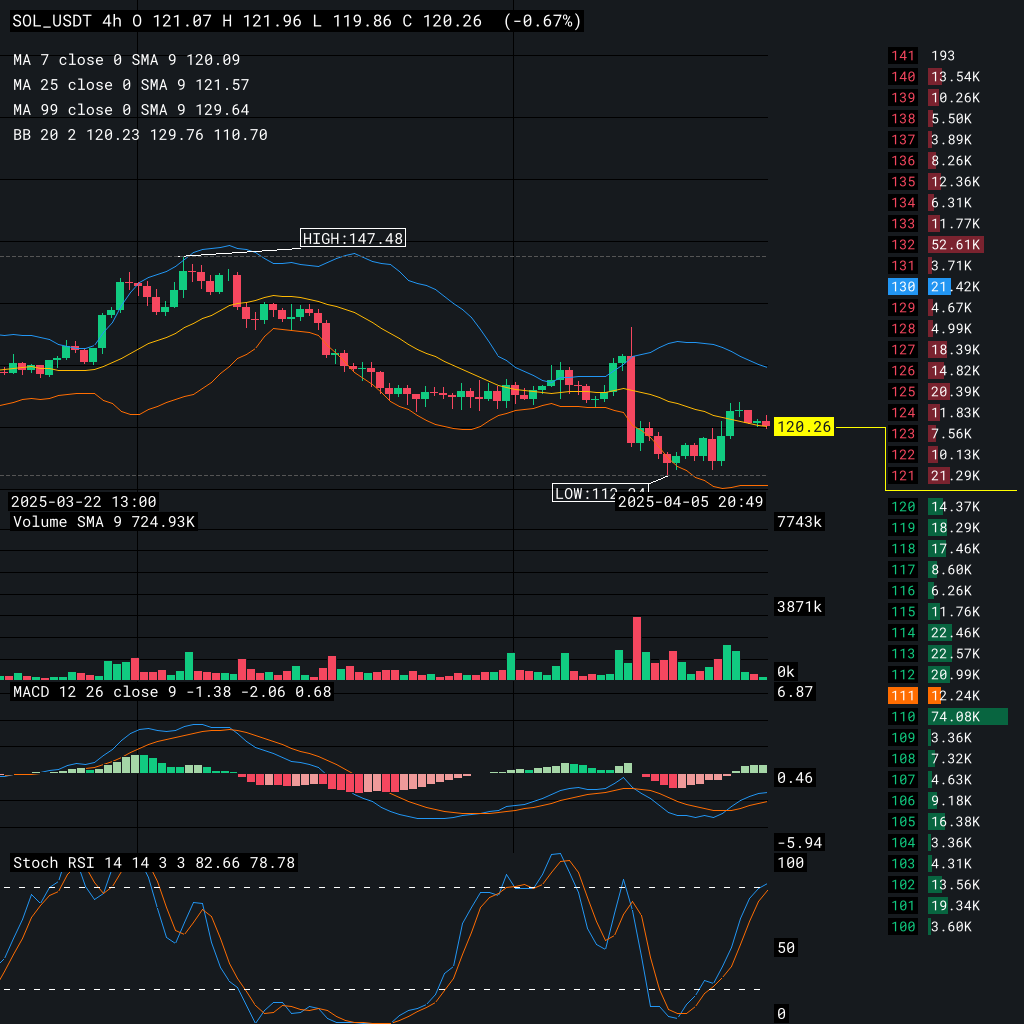 SOL_USDT 4h O 121.07 H 121.96 L 119.86 C 120.26 (-0.67%)
MA 7 close 0 SMA 9 120.09
MA 25 close 0 SMA 9 121.57
MA 99 close 0 SMA 9 129.64
BB 20 2 120.23 129.76 110.70
HIGH:147.48
120.26
2025-03-22 13:00
2025-04-05 20:49
Volume SMA 9 724.93K
7743k
3871k
0k
MACD 12 26 close 9 -1.38 -2.06 0.68
6.87
0.46
-5.94
Stoch RSI 14 14 3 3 82.66 78.78
100
50
0
141 193
140 13.54K
139 10.26K
138 5.50K
137 3.89K
136 8.26K
135 12.36K
134 6.31K
133 11.77K
132 52.61K
131 3.71K
130 21.42K
129 4.67K
128 4.99K
127 18.39K
126 14.82K
125 20.39K
124 11.83K
123 7.56K
122 10.13K
121 21.29K
120 14.37K
119 18.29K
118 17.46K
117 8.60K
116 6.26K
115 11.76K
114 22.46K
113 22.57K
112 20.99K
111 12.24K
110 74.08K
109 3.36K
108 7.32K
107 4.63K
106 9.18K
105 16.38K
104 3.36K
103 4.31K
102 13.56K
101 19.34K
100 3.60K